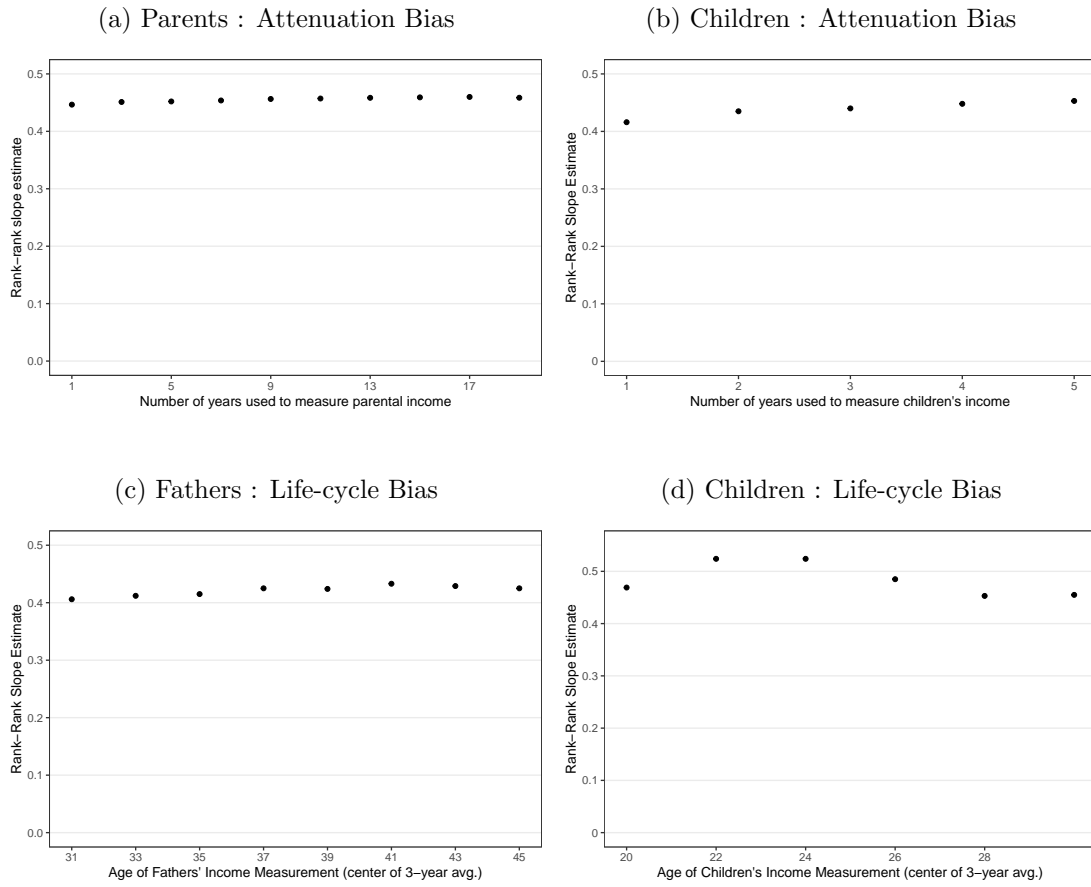 (a) Parents : Attenuation Bias
0.5
0.4
0.3
0.2
0.1
0.0
Rank−rank slope estimate
1 5 9 13 17
Number of years used to measure parental income
(b) Children : Attenuation Bias
0.5
0.4
0.3
0.2
0.1
0
Rank−Rank Slope Estimate
1 2 3 4 5
Number of years used to measure children's income
(c) Fathers : Life-cycle Bias
0.5
0.4
0.3
0.2
0.1
0.0
Rank−Rank Slope Estimate
31 33 35 37 39 41 43 45
Age of Fathers' Income Measurement (center of 3−year avg.)
(d) Children : Life-cycle Bias
0.5
0.4
0.3
0.2
0.1
0
Rank−Rank Slope Estimate
20 22 24 26 28
Age of Children's Income Measurement (center of 3−year avg.)